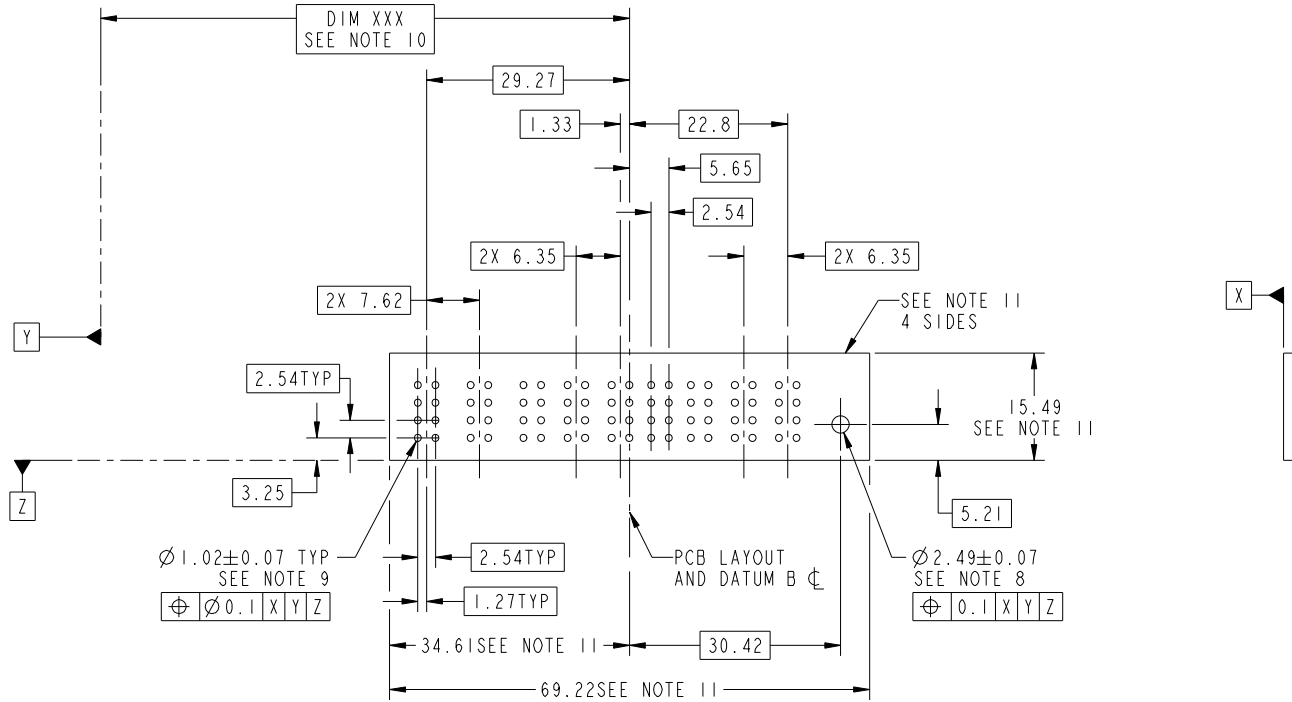 DIM XXX
SEE NOTE 10
29.27
1.33
22.8
5.65
2.54
2X 6.35
2X 6.35
2X 7.62
SEE NOTE 11
4 SIDES
X
Y
2.54TYP
15.49
SEE NOTE 11
3.25
Z
5.21
Ø1.02±0.07 TYP
SEE NOTE 9
⌖ Ø0.1 X Y Z
2.54TYP
1.27TYP
PCB LAYOUT
AND DATUM B ℄
Ø2.49±0.07
SEE NOTE 8
⌖ 0.1 X Y Z
34.61SEE NOTE 11
30.42
69.22SEE NOTE 11